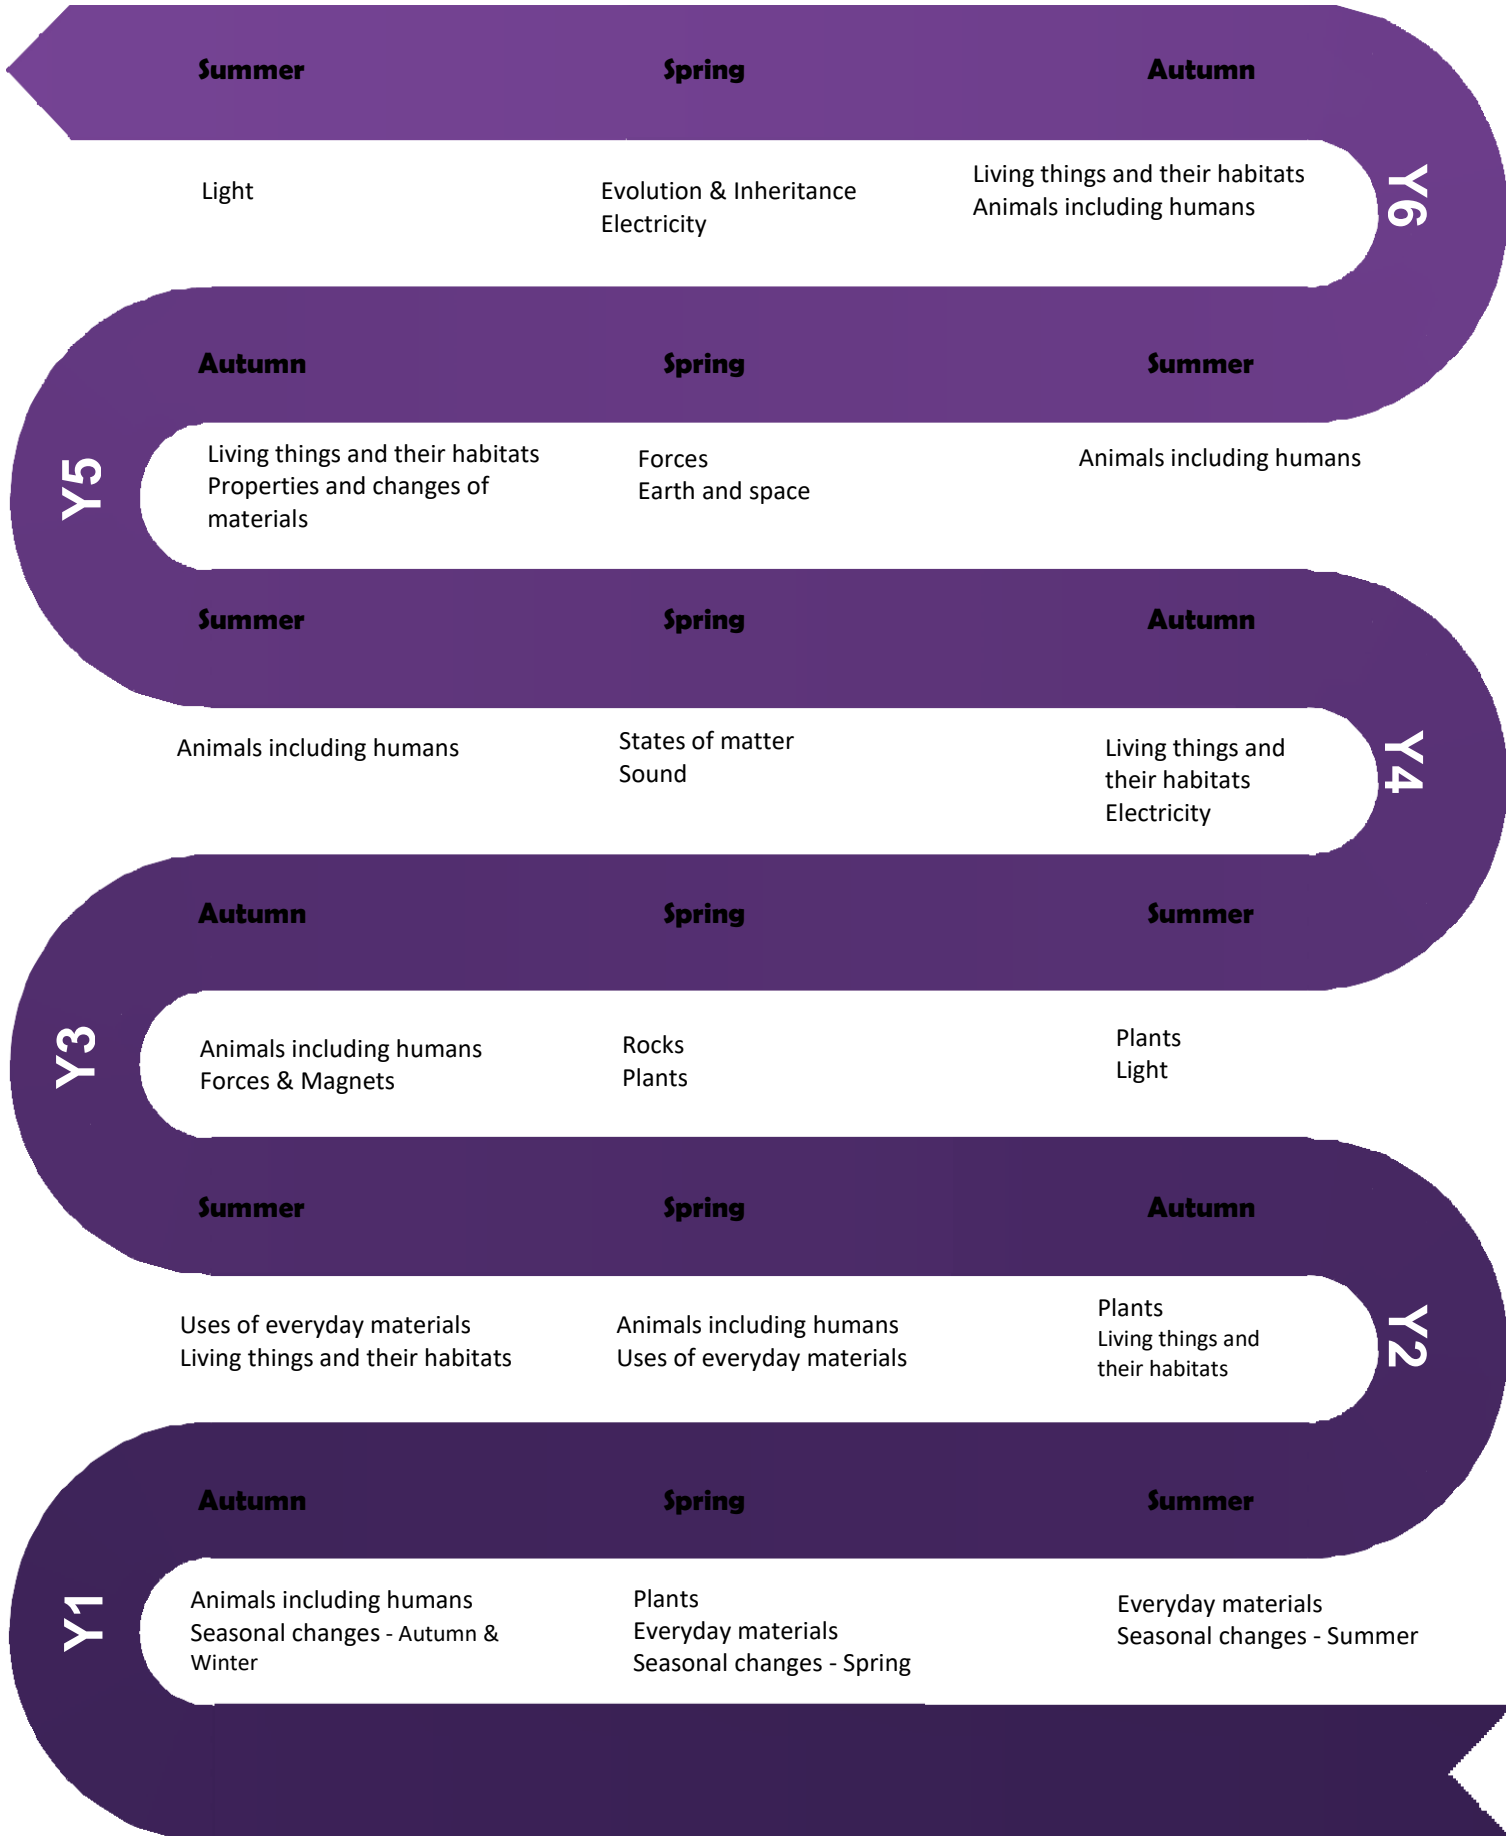 Summer
Spring
Autumn
Light
Evolution & Inheritance
Electricity
Living things and their habitats
Animals including humans
Y6
Autumn
Spring
Summer
Y5
Living things and their habitats
Properties and changes of
materials
Forces
Earth and space
Animals including humans
Summer
Spring
Autumn
Animals including humans
States of matter
Sound
Living things and
their habitats
Electricity
Y4
Autumn
Spring
Summer
Y3
Animals including humans
Forces & Magnets
Rocks
Plants
Plants
Light
Summer
Spring
Autumn
Uses of everyday materials
Living things and their habitats
Animals including humans
Uses of everyday materials
Plants
Living things and
their habitats
Y2
Autumn
Spring
Summer
Y1
Animals including humans
Seasonal changes - Autumn &
Winter
Plants
Everyday materials
Seasonal changes - Spring
Everyday materials
Seasonal changes - Summer